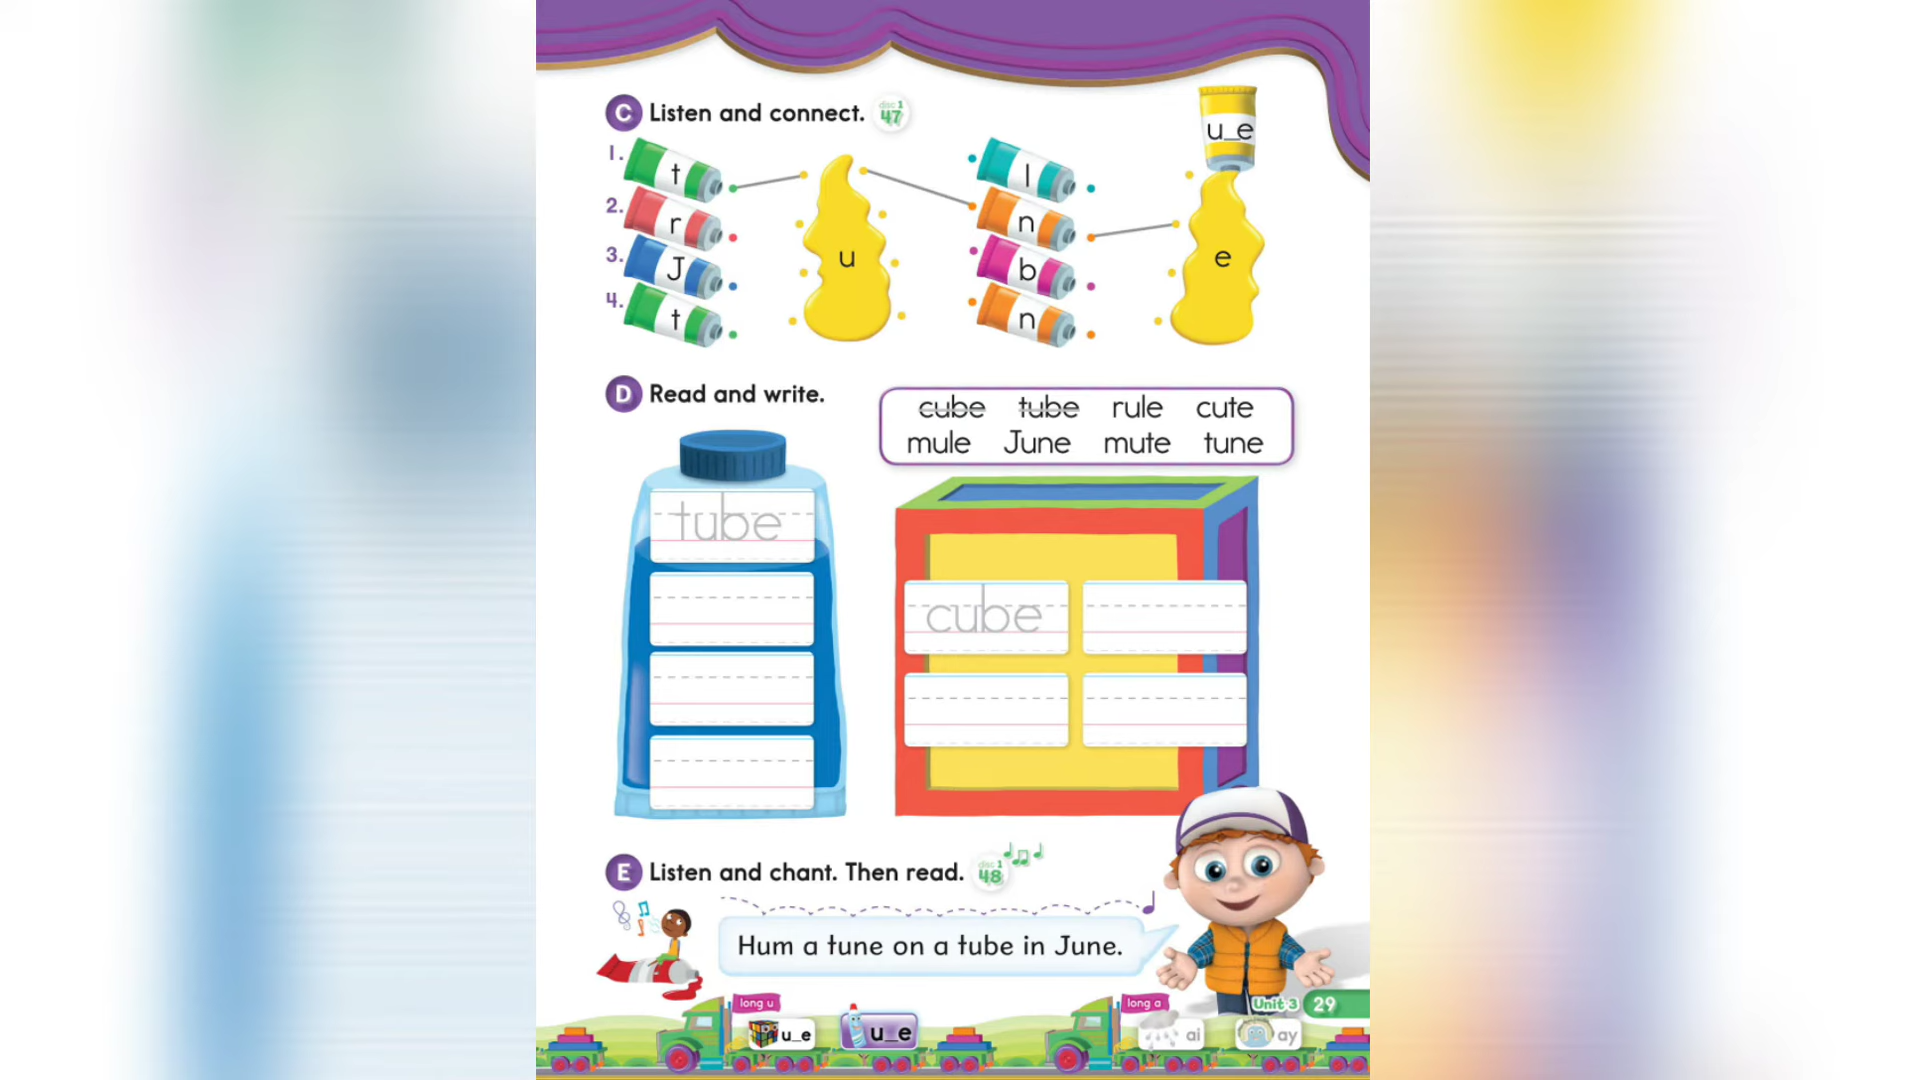 C Listen and connect. disc 1 47
u_e
1. t
2. r
3. J
4. t
u
l
n
b
n
e
D Read and write.
cube tube rule cute
mule June mute tune
tube
cube
E Listen and chant. Then read. disc 1 48
Hum a tune on a tube in June.
Unit 3 29
long u
u_e
u_e
long a
ai
ay